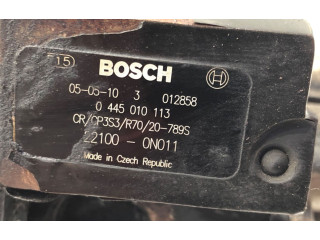 15 BOSCH
05-05-10 3 012858
0 445 010 113
CR/CP3S3/R70/20-789S
22100 - 0N011
Made in Czech Republic